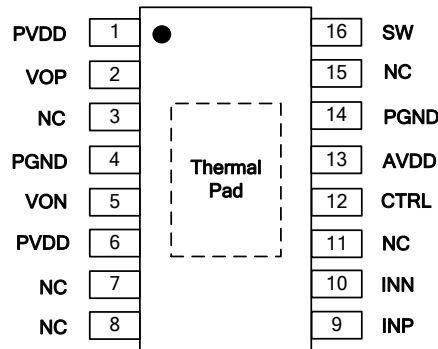 PVDD 1 16 SW
VOP 2 15 NC
NC 3 14 PGND
PGND 4 13 AVDD
Thermal
Pad
VON 5 12 CTRL
PVDD 6 11 NC
NC 7 10 INN
NC 8 9 INP